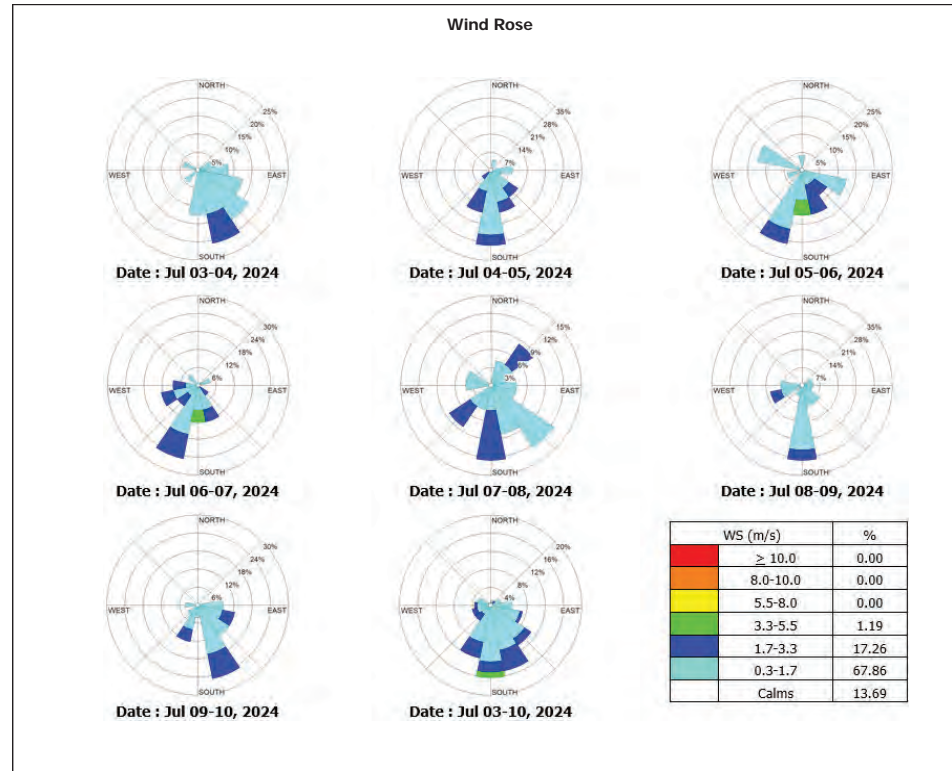 Wind Rose
NORTH
25%
20%
15%
10%
5%
WEST
EAST
SOUTH
Date : Jul 03-04, 2024
NORTH
35%
28%
21%
14%
7%
WEST
EAST
SOUTH
Date : Jul 04-05, 2024
NORTH
25%
20%
15%
10%
5%
WEST
EAST
SOUTH
Date : Jul 05-06, 2024
NORTH
30%
24%
18%
12%
6%
WEST
EAST
SOUTH
Date : Jul 06-07, 2024
NORTH
15%
12%
9%
6%
3%
WEST
EAST
SOUTH
Date : Jul 07-08, 2024
NORTH
35%
28%
21%
14%
7%
WEST
EAST
SOUTH
Date : Jul 08-09, 2024
NORTH
30%
24%
18%
12%
6%
WEST
EAST
SOUTH
Date : Jul 09-10, 2024
NORTH
20%
16%
12%
8%
4%
WEST
EAST
SOUTH
Date : Jul 03-10, 2024
WS (m/s) %
≥ 10.0 0.00
8.0-10.0 0.00
5.5-8.0 0.00
3.3-5.5 1.19
1.7-3.3 17.26
0.3-1.7 67.86
Calms 13.69